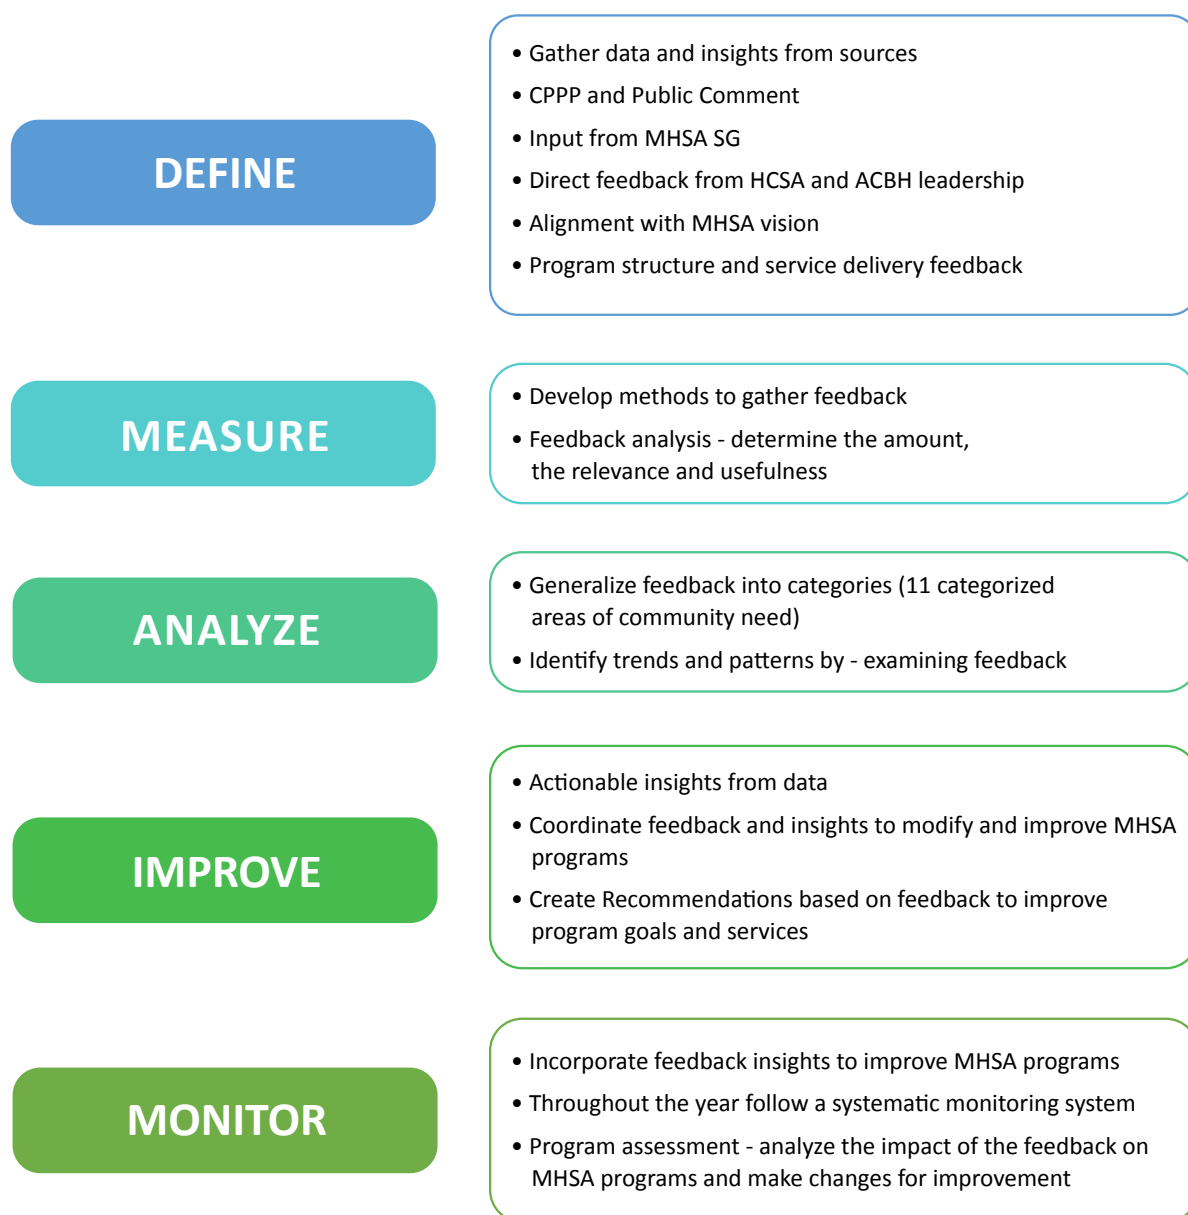 DEFINE
• Gather data and insights from sources
• CPPP and Public Comment
• Input from MHSA SG
• Direct feedback from HCSA and ACBH leadership
• Alignment with MHSA vision
• Program structure and service delivery feedback
MEASURE
• Develop methods to gather feedback
• Feedback analysis - determine the amount,
the relevance and usefulness
ANALYZE
• Generalize feedback into categories (11 categorized
areas of community need)
• Identify trends and patterns by - examining feedback
IMPROVE
• Actionable insights from data
• Coordinate feedback and insights to modify and improve MHSA
programs
• Create Recommendations based on feedback to improve
program goals and services
MONITOR
• Incorporate feedback insights to improve MHSA programs
• Throughout the year follow a systematic monitoring system
• Program assessment - analyze the impact of the feedback on
MHSA programs and make changes for improvement